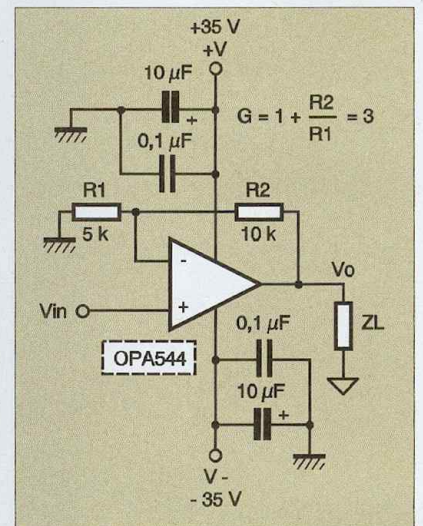 +35 V
+V
10 µF
+
G = 1 + R2/R1 = 3
0,1 µF
R1
R2
5 k
10 k
-
Vo
Vin
+
0,1 µF
ZL
OPA544
10 µF
+
V -
- 35 V